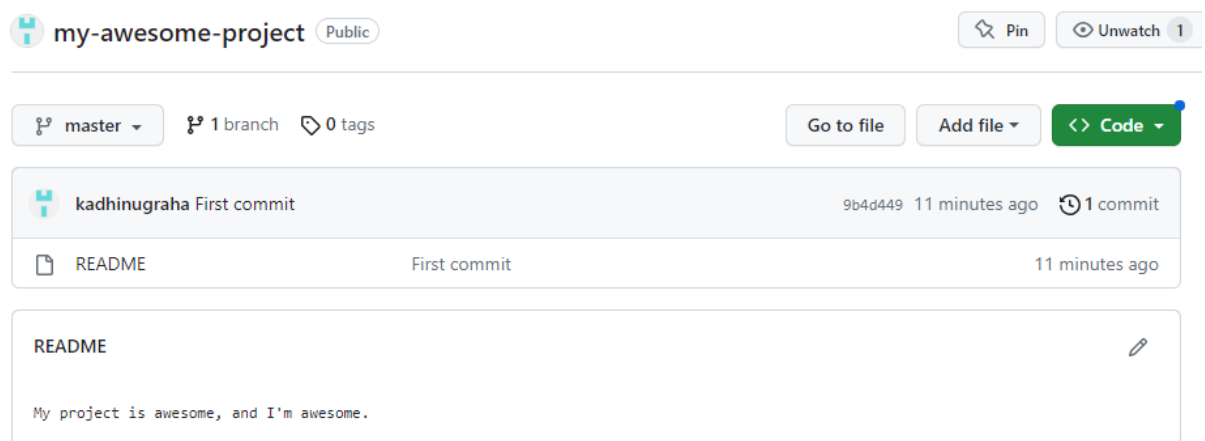 my-awesome-project Public Pin Unwatch 1
master 1 branch 0 tags Go to file Add file <> Code
kadhinugraha First commit 9b4d449 11 minutes ago 1 commit
README First commit 11 minutes ago
README
My project is awesome, and I'm awesome.